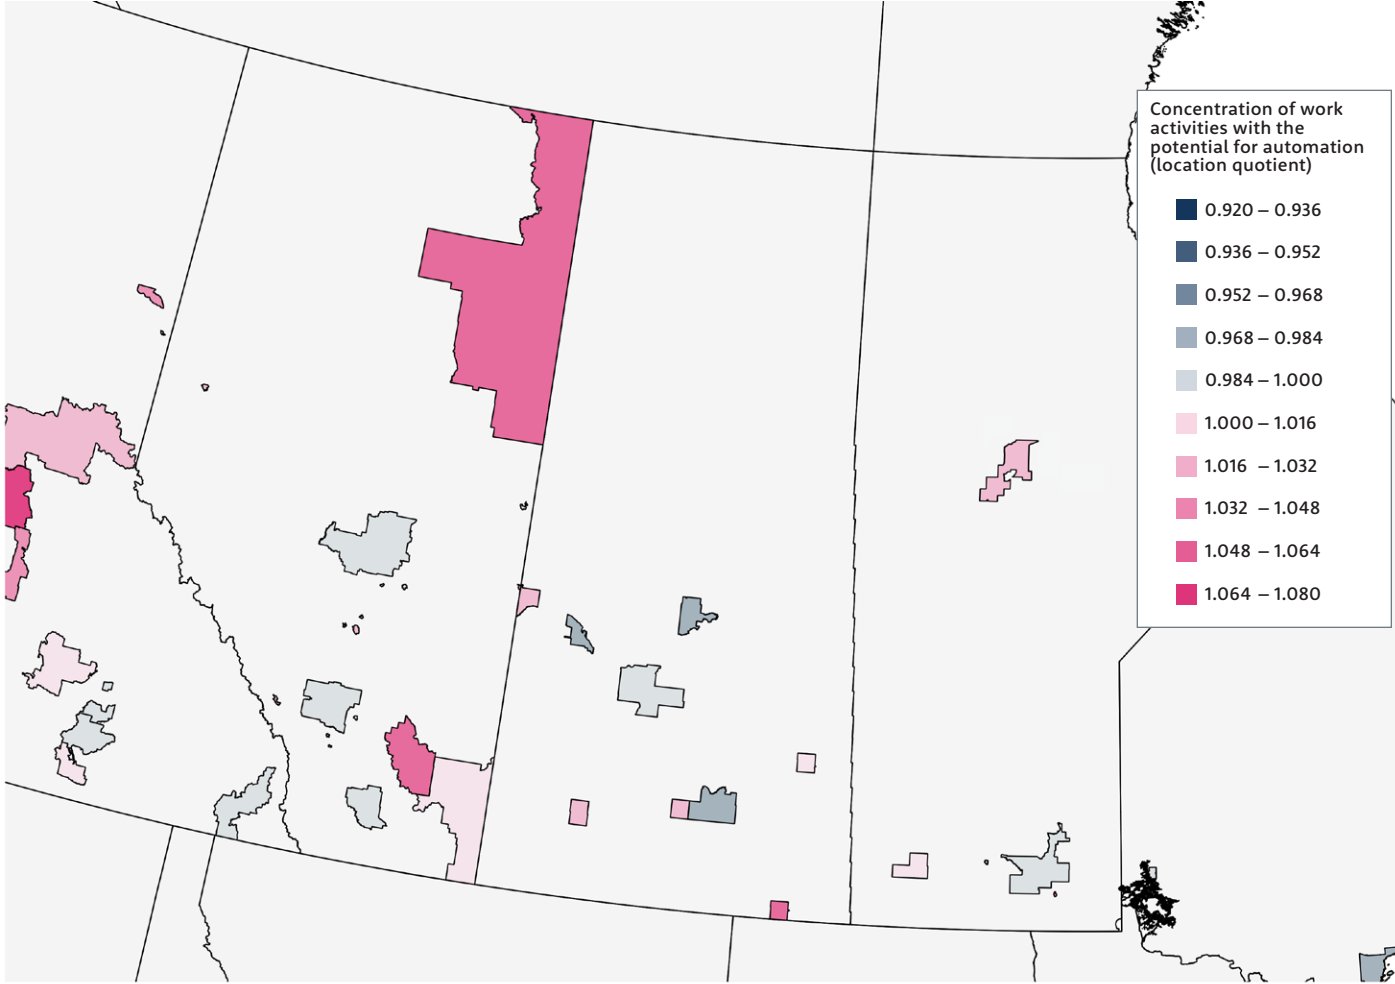 Concentration of work
activities with the
potential for automation
(location quotient)
0.920 – 0.936
0.936 – 0.952
0.952 – 0.968
0.968 – 0.984
0.984 – 1.000
1.000 – 1.016
1.016 – 1.032
1.032 – 1.048
1.048 – 1.064
1.064 – 1.080